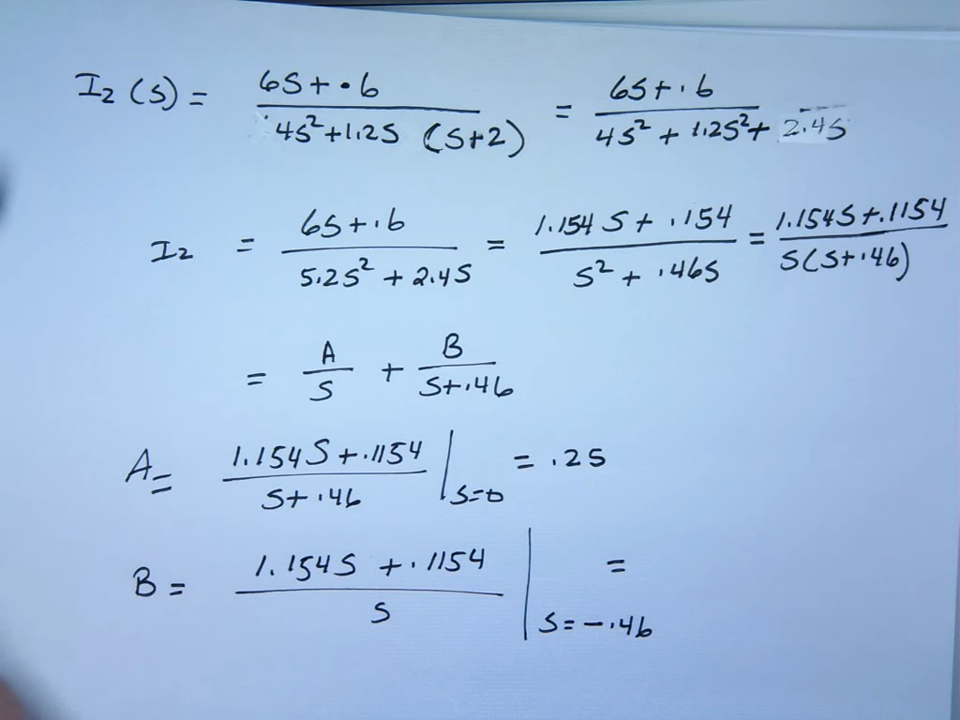 I₂ (s) = (6s + .6) / (4s² + 1.2s (s+2)) = (6s + .6) / (4s² + 1.2s² + 2.4s)
I₂ = (6s + .6) / (5.2s² + 2.4s) = (1.154s + .154) / (s² + .46s) = (1.154s + .1154) / (s(s + .46))
= A / s + B / (s + .46)
A = (1.154s + .1154) / (s + .46) |s=0 = .25
B = (1.154s + .1154) / s |s = -.46 =